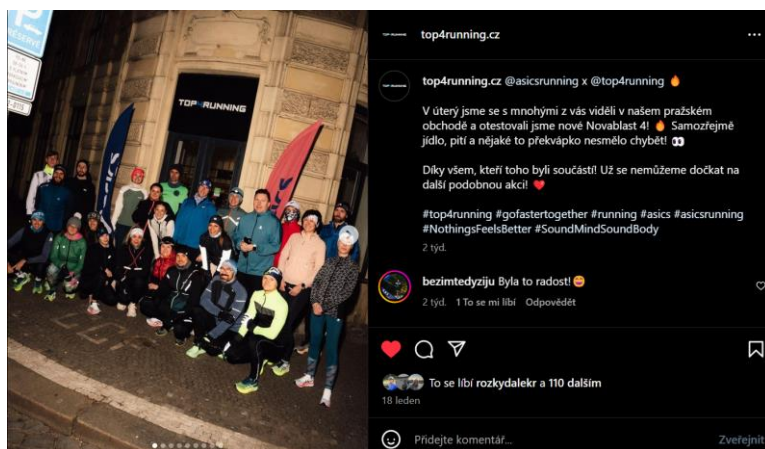 RÉSERVÉ
TOP4RUNNING
asics
top4running.cz
top4running.cz @asicsrunning x @top4running 🔥
V úterý jsme se s mnohými z vás viděli v našem pražském
obchodě a otestovali jsme nové Novablast 4! 🔥 Samozřejmě
jídlo, pití a nějaké to překvápko nesmělo chybět! 👀
Díky všem, kteří toho byli součástí! Už se nemůžeme dočkat na
další podobnou akci! ❤️
#top4running #gofastertogether #running #asics #asicsrunning
#NothingsFeelsBetter #SoundMindSoundBody
2 týd.
bezimtedyziju Byla to radost! 😄
2 týd. 1 To se mi líbí Odpovědět
To se líbí rozkydalekr a 110 dalším
18 leden
Přidejte komentář...
Zveřejnit